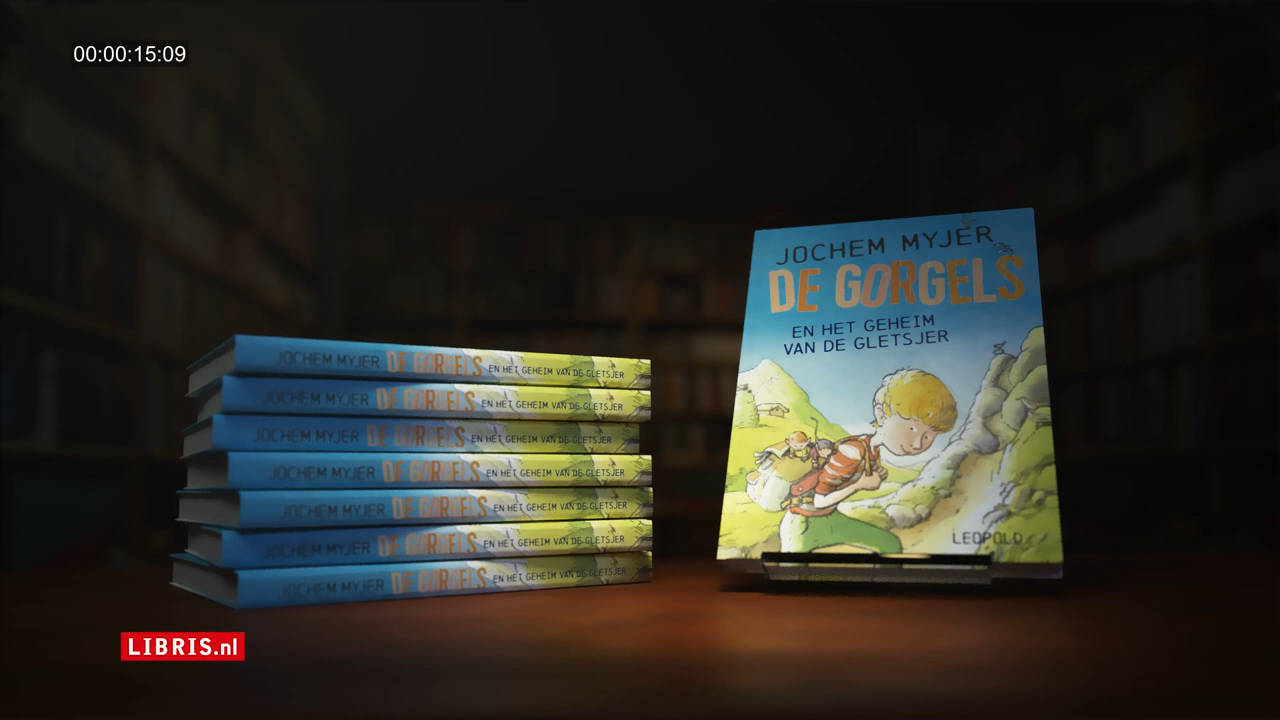 00:00:15:09
JOCHEM MYJER
DE GORGELS
EN HET GEHEIM
VAN DE GLETSJER
LEOPOLD
JOCHEM MYJER DE GORGELS EN HET GEHEIM VAN DE GLETSJER
JOCHEM MYJER DE GORGELS EN HET GEHEIM VAN DE GLETSJER
JOCHEM MYJER DE GORGELS EN HET GEHEIM VAN DE GLETSJER
JOCHEM MYJER DE GORGELS EN HET GEHEIM VAN DE GLETSJER
JOCHEM MYJER DE GORGELS EN HET GEHEIM VAN DE GLETSJER
JOCHEM MYJER DE GORGELS EN HET GEHEIM VAN DE GLETSJER
JOCHEM MYJER DE GORGELS EN HET GEHEIM VAN DE GLETSJER
LIBRIS.nl